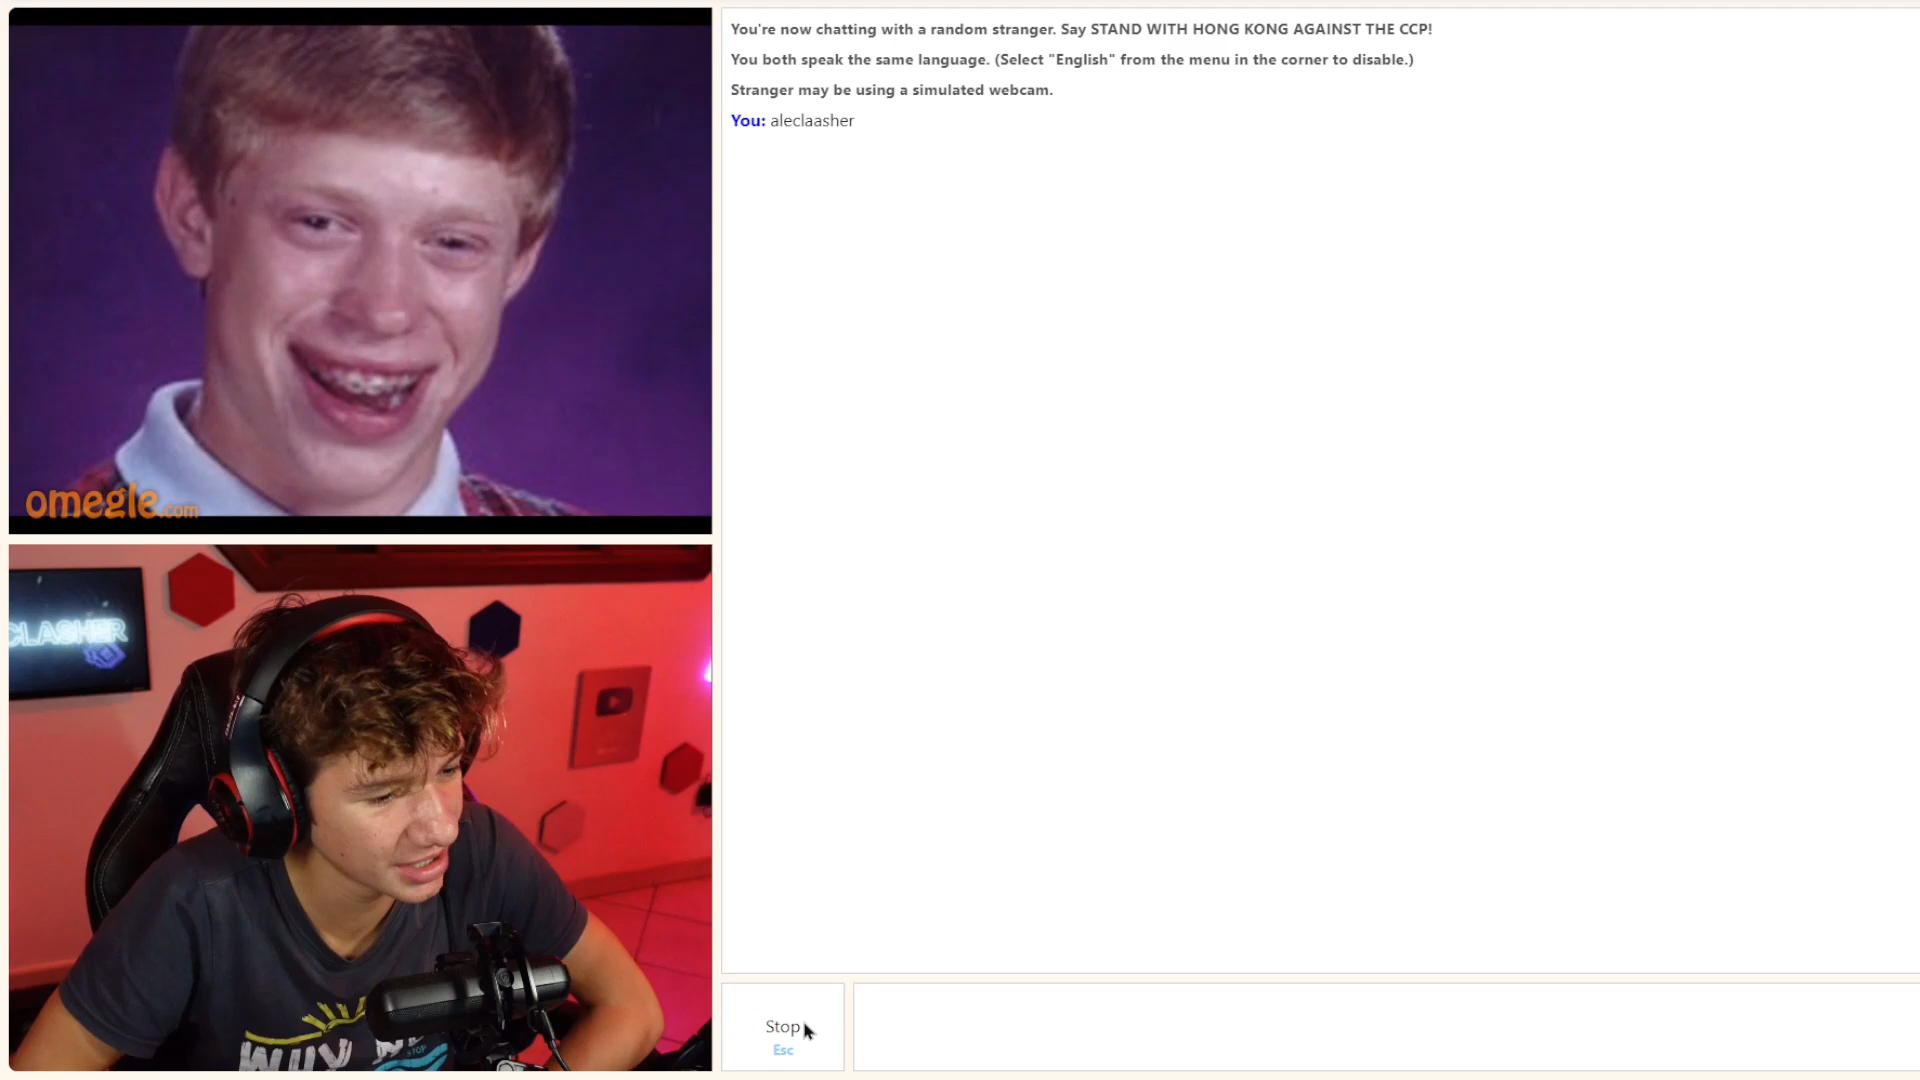 You're now chatting with a random stranger. Say STAND WITH HONG KONG AGAINST THE CCP!
You both speak the same language. (Select "English" from the menu in the corner to disable.)
Stranger may be using a simulated webcam.
You: aleclaasher
omegle.com
CLASHER
WHY
STOP
Stop
Esc